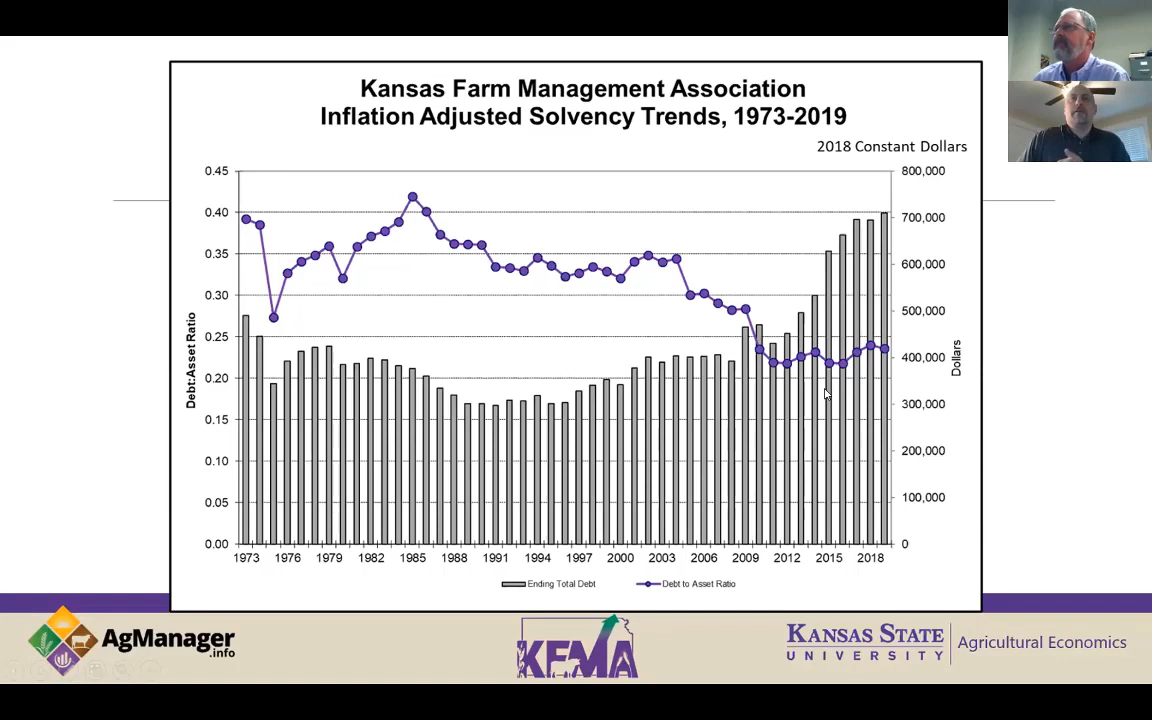 Kansas Farm Management Association
Inflation Adjusted Solvency Trends, 1973-2019
2018 Constant Dollars
0.45
0.40
0.35
0.30
0.25
0.20
0.15
0.10
0.05
0.00
Debt:Asset Ratio
800,000
700,000
600,000
500,000
400,000
300,000
200,000
100,000
0
Dollars
1973 1976 1979 1982 1985 1988 1991 1994 1997 2000 2003 2006 2009 2012 2015 2018
Ending Total Debt Debt to Asset Ratio
AgManager
.info
KFMA
KANSAS STATE
UNIVERSITY
Agricultural Economics